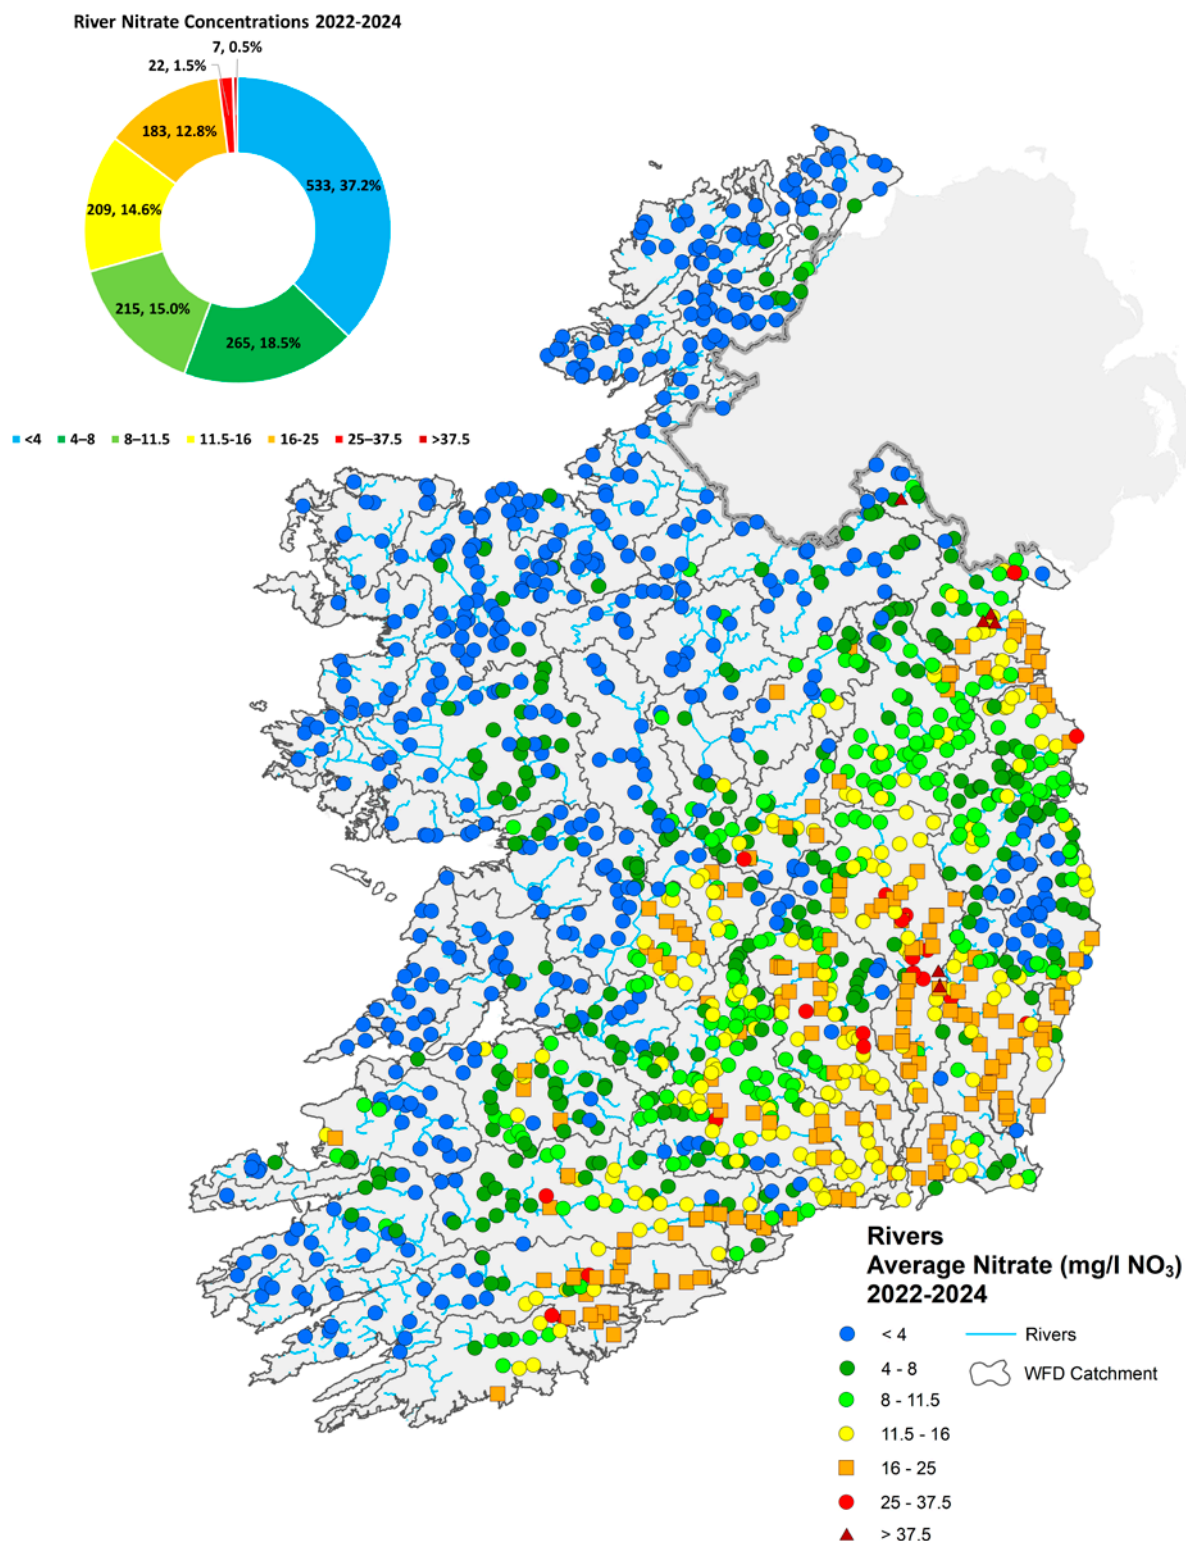 River Nitrate Concentrations 2022-2024
7, 0.5%
22, 1.5%
183, 12.8%
533, 37.2%
209, 14.6%
215, 15.0%
265, 18.5%
<4 4–8 8–11.5 11.5-16 16-25 25–37.5 >37.5
Rivers
Average Nitrate (mg/l NO₃)
2022-2024
< 4 Rivers
4 - 8 WFD Catchment
8 - 11.5
11.5 - 16
16 - 25
25 - 37.5
> 37.5